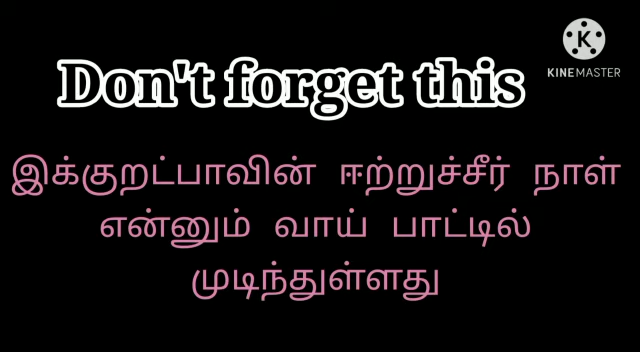 KINEMASTER
Don't forget this
இக்குறட்பாவின் ஈற்றுச்சீர் நாள்
என்னும் வாய் பாட்டில்
முடிந்துள்ளது